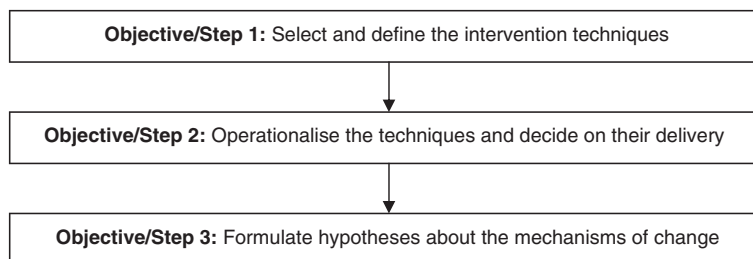 Objective/Step 1: Select and define the intervention techniques
Objective/Step 2: Operationalise the techniques and decide on their delivery
Objective/Step 3: Formulate hypotheses about the mechanisms of change